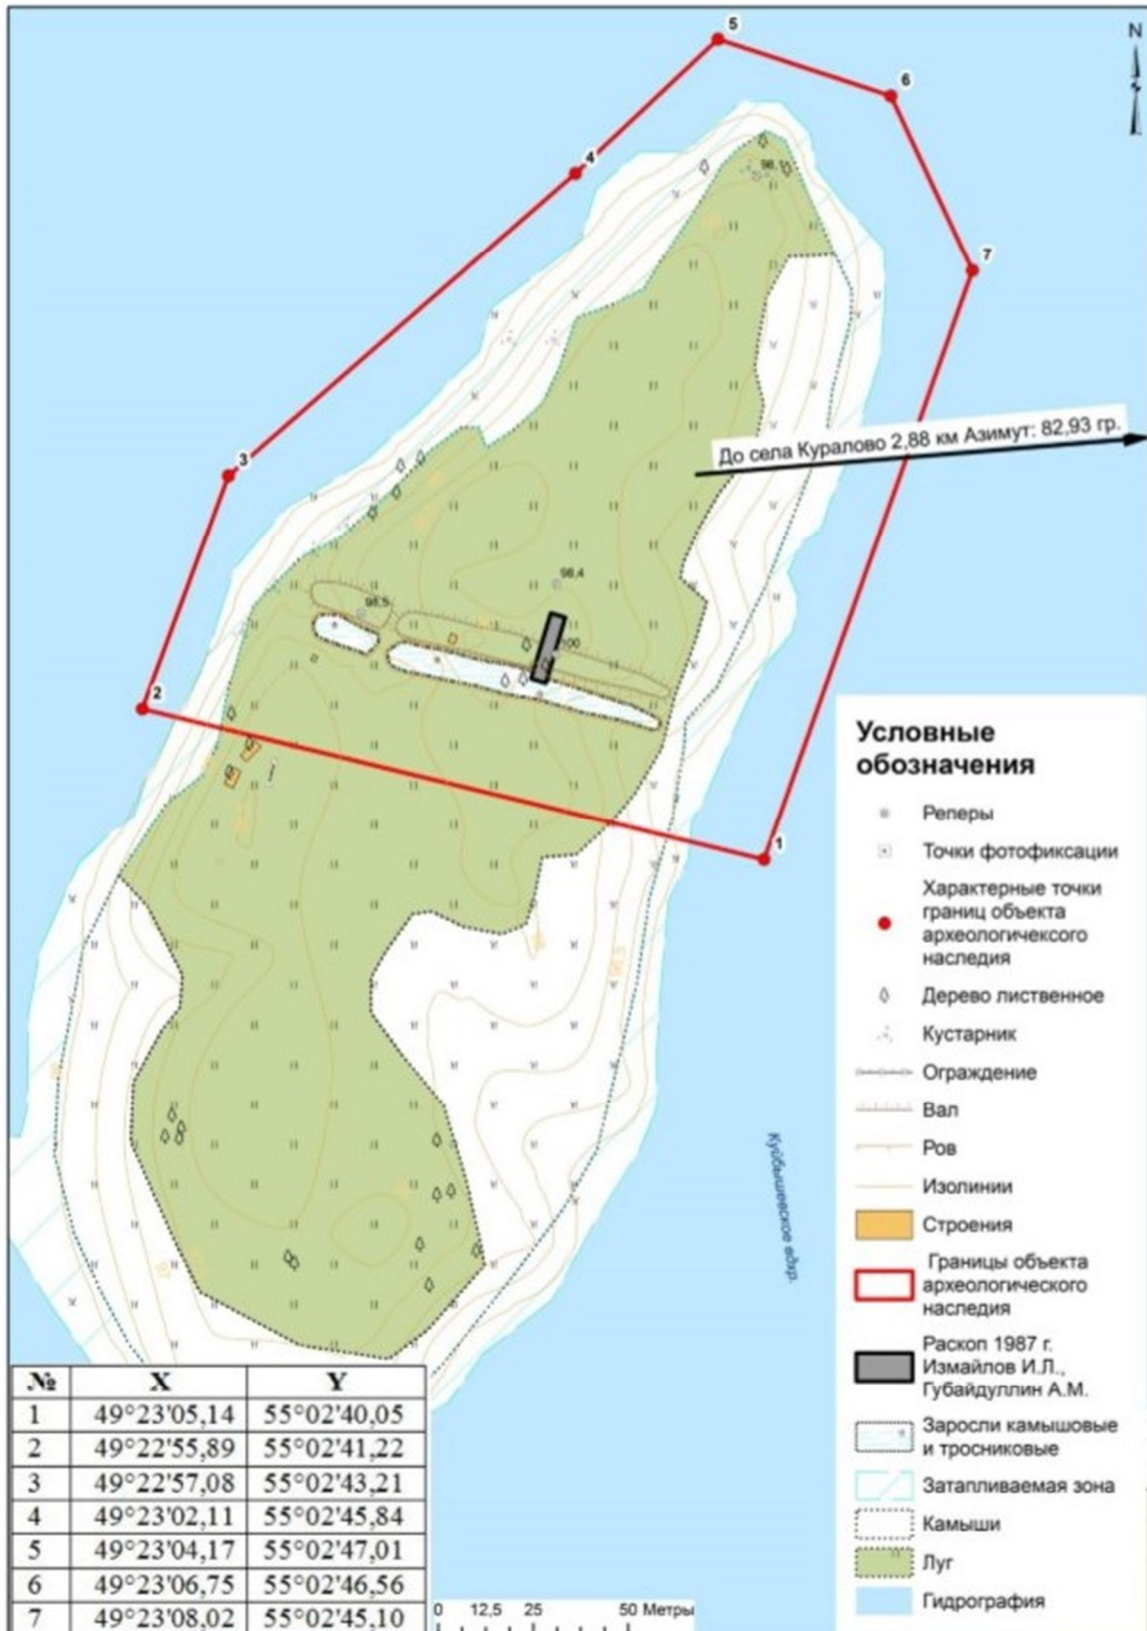 N
5
6
4
98,1
7
До села Куралово 2,88 км Азимут: 82,93 гр.
3
98,4
98,5
100
2
1
Условные
обозначения
Реперы
Точки фотофиксации
Характерные точки
границ объекта
археологичексого
наследия
Дерево лиственное
Кустарник
Ограждение
Вал
Ров
Изолинии
Строения
Границы объекта
археологического
наследия
Раскоп 1987 г.
Измайлов И.Л.,
Губайдуллин А.М.
Заросли камышовые
и тросниковые
Затапливаемая зона
Камыши
Луг
Гидрография
Куйбышевское вдхр.
№ X Y
1 49°23'05,14 55°02'40,05
2 49°22'55,89 55°02'41,22
3 49°22'57,08 55°02'43,21
4 49°23'02,11 55°02'45,84
5 49°23'04,17 55°02'47,01
6 49°23'06,75 55°02'46,56
7 49°23'08,02 55°02'45,10
0 12,5 25 50 Метры